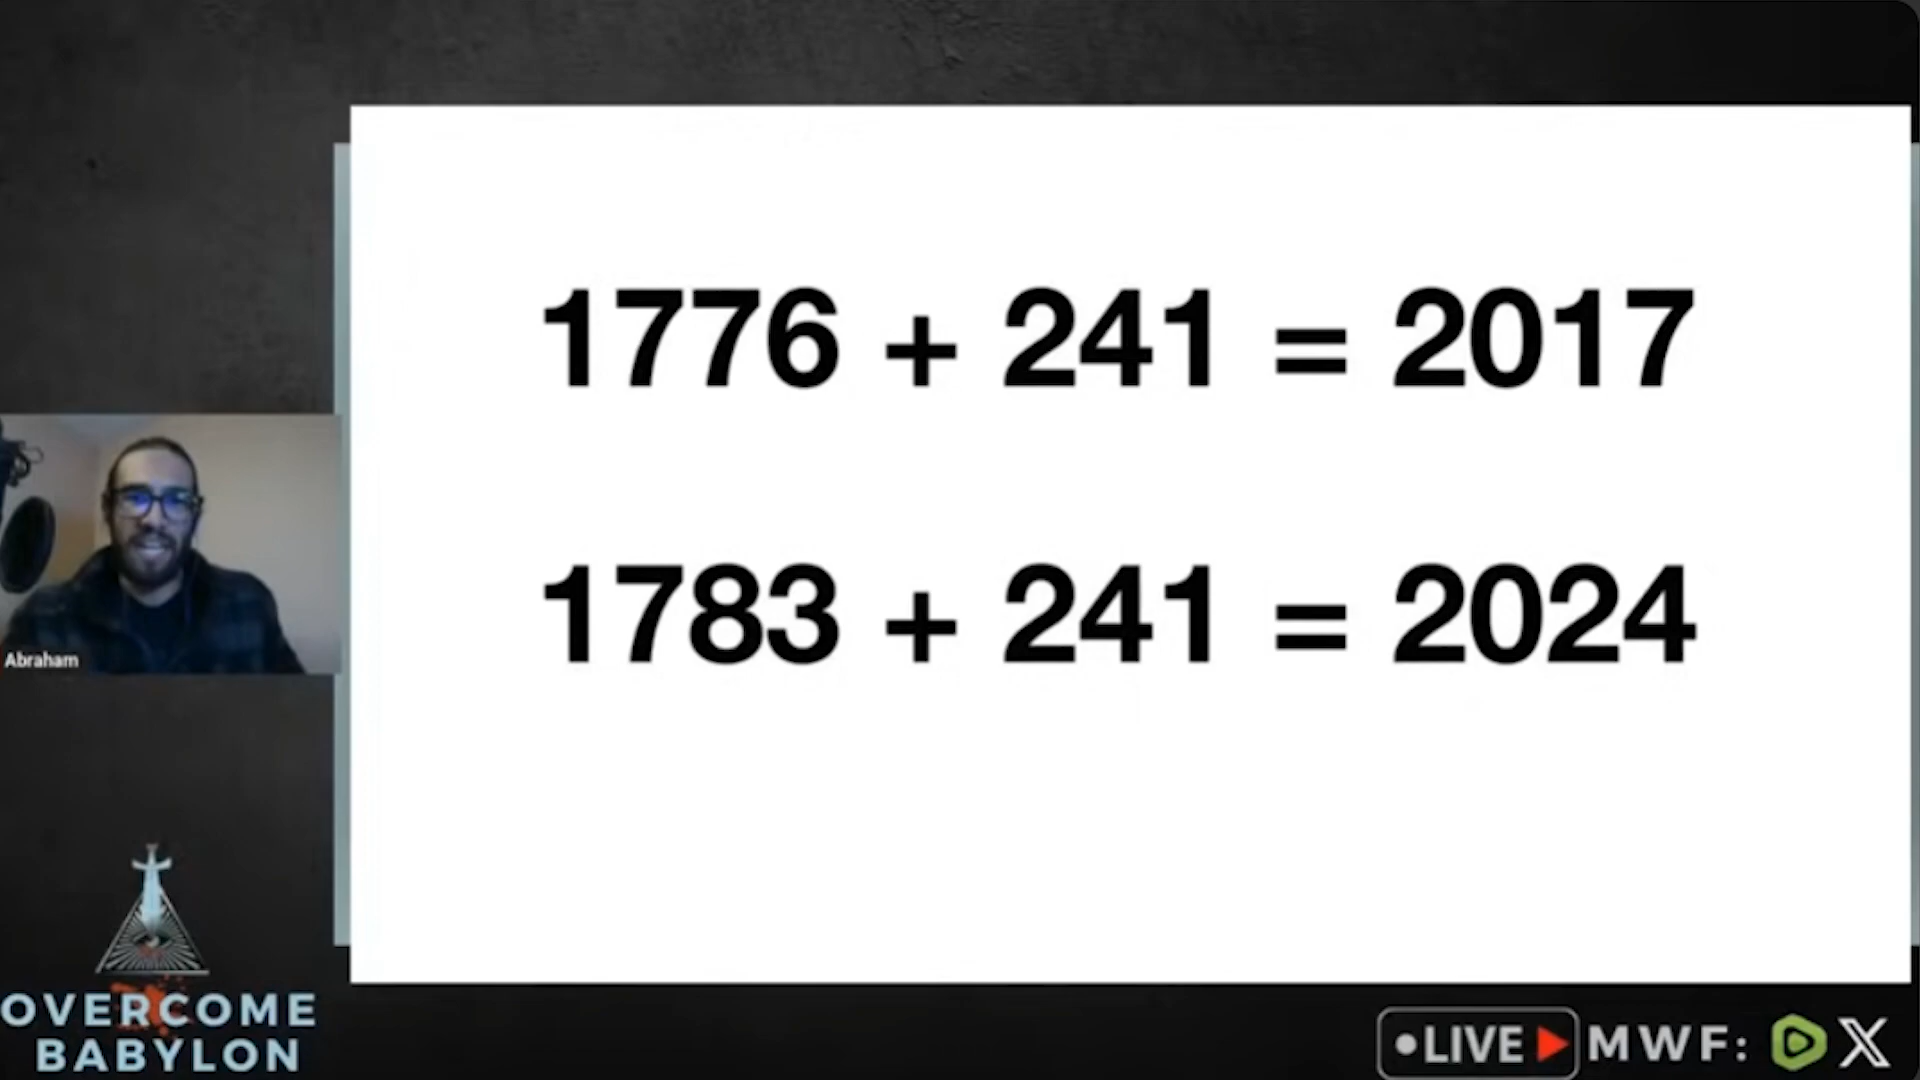 1776 + 241 = 2017
1783 + 241 = 2024
Abraham
OVERCOME
BABYLON
LIVE MWF: